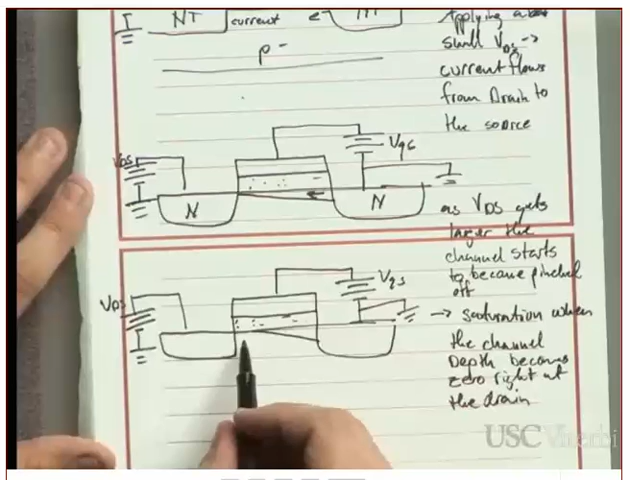 N+ current e-
p-
Applying a
small VDS ->
current flows
from Drain to
the source
VDS
Vgs
N
N
as VDS gets
larger the
channel starts
to become pinched
off
VDS
Vgs
-> saturation when
the channel
Depth becomes
zero right at
the drain
USC Viterbi